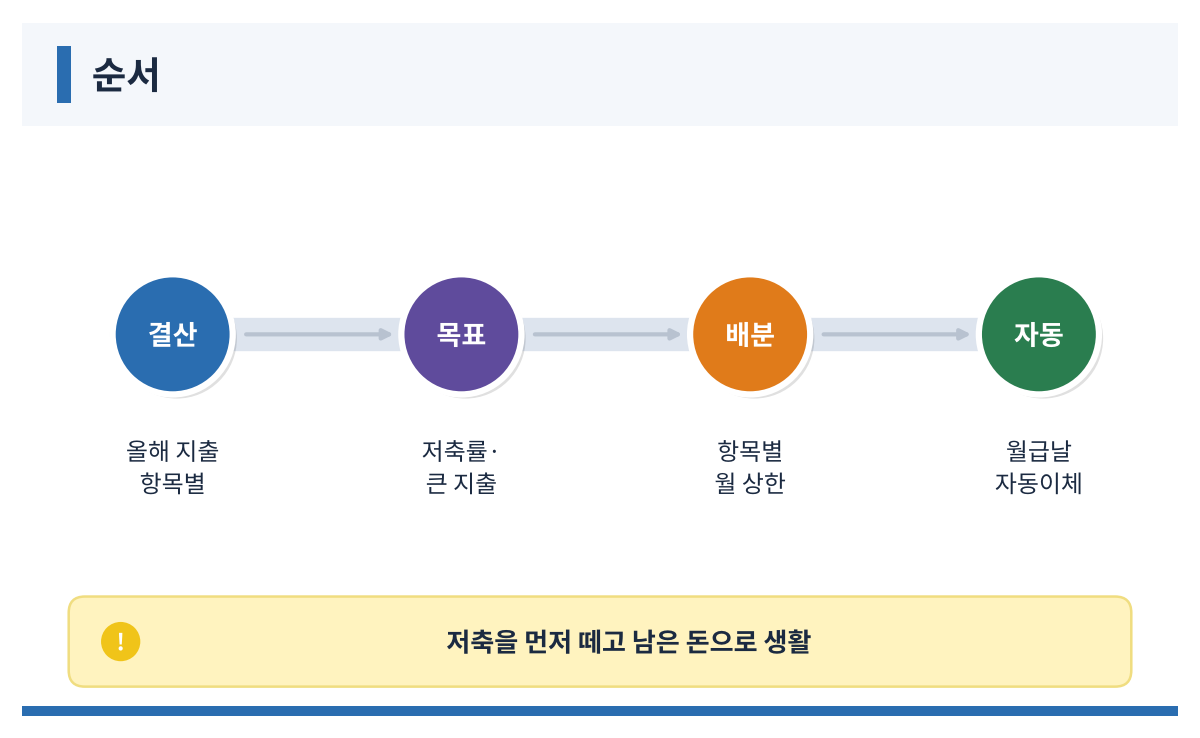 순서
결산
목표
배분
자동
올해 지출
항목별
저축률·
큰 지출
항목별
월 상한
월급날
자동이체
!
저축을 먼저 떼고 남은 돈으로 생활